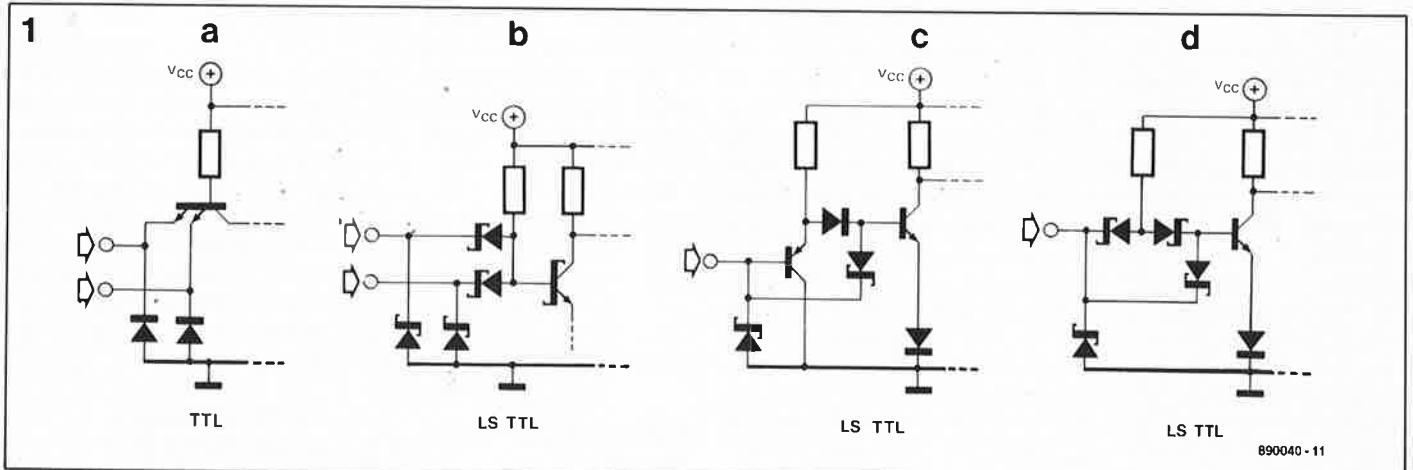 1
a
b
c
d
VCC
VCC
VCC
VCC
TTL
LS TTL
LS TTL
LS TTL
890040 - 11